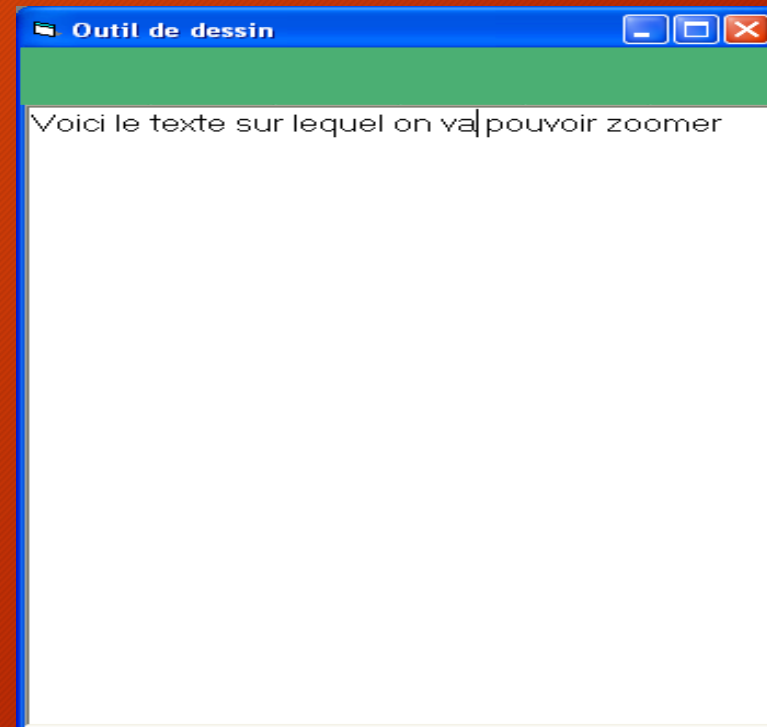 Outil de dessin
Voici le texte sur lequel on va pouvoir zoomer